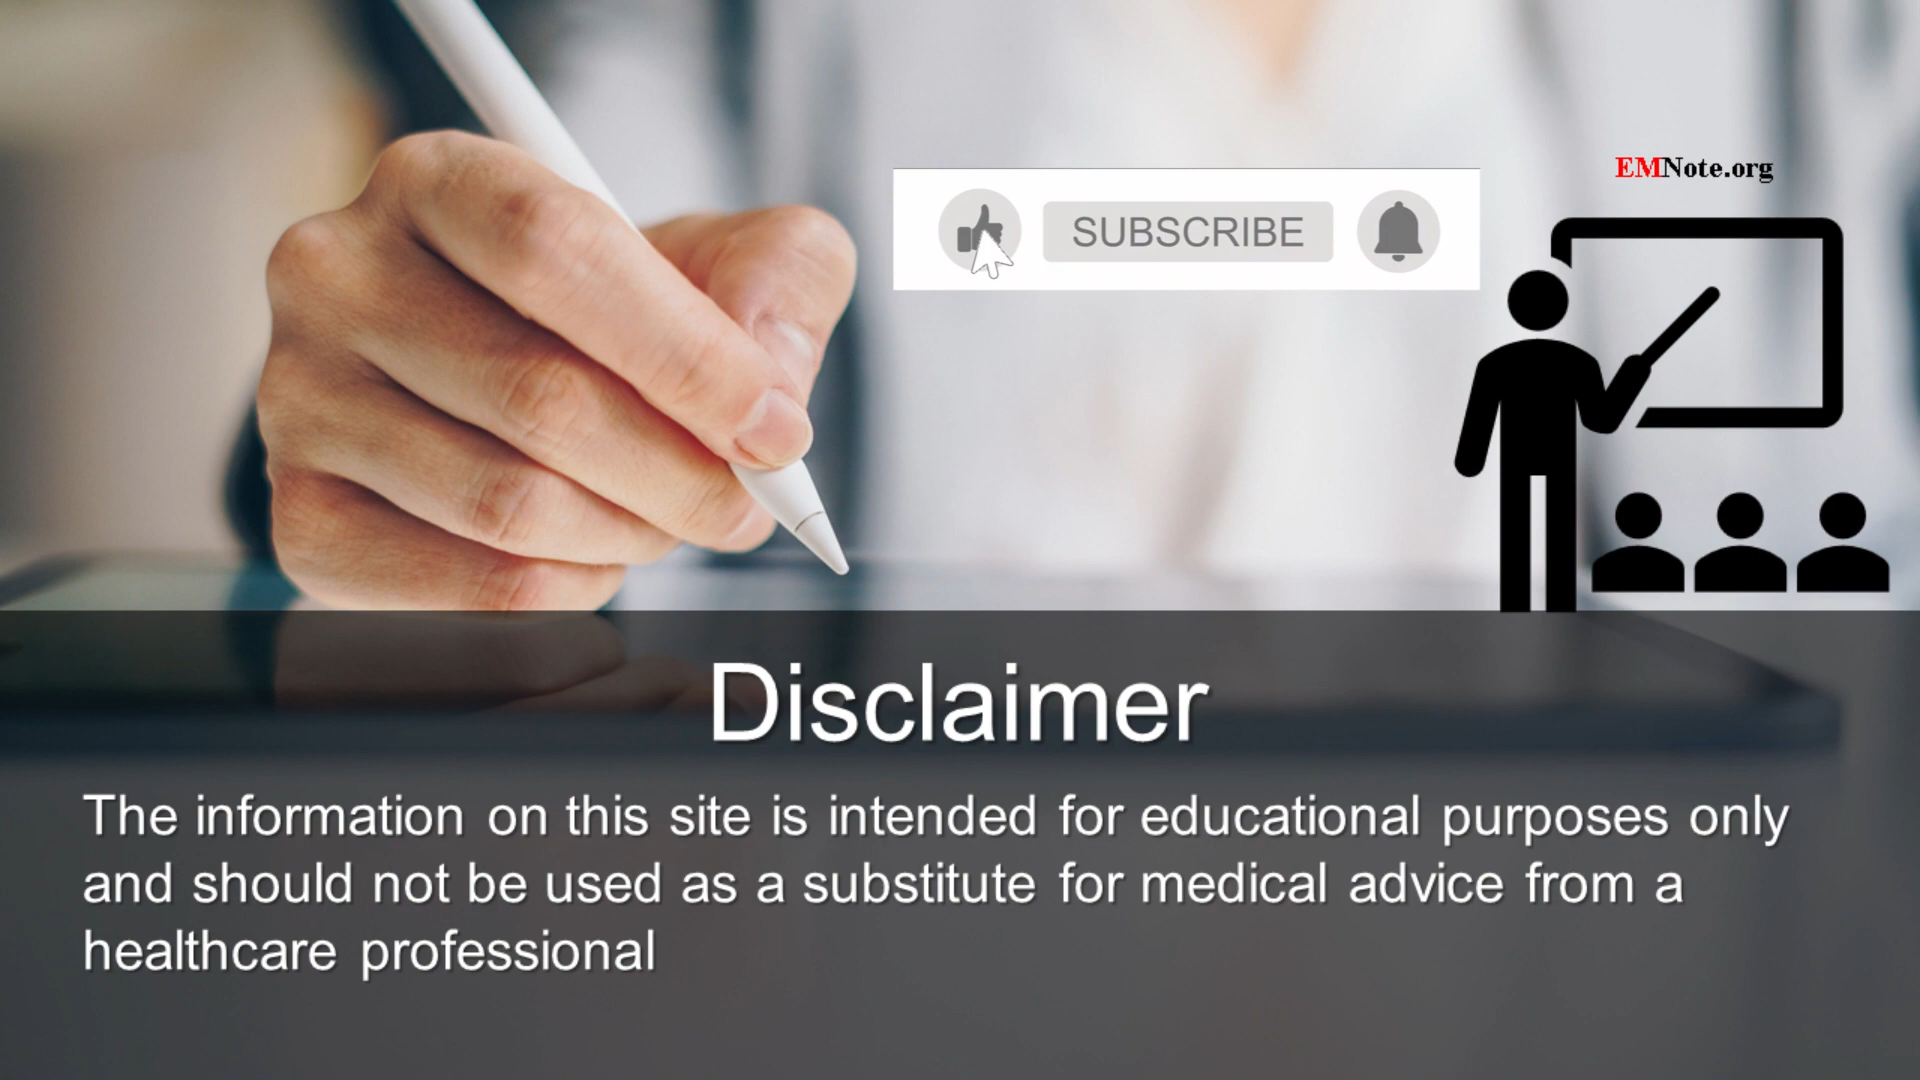 EMNote.org
SUBSCRIBE
Disclaimer
The information on this site is intended for educational purposes only
and should not be used as a substitute for medical advice from a
healthcare professional